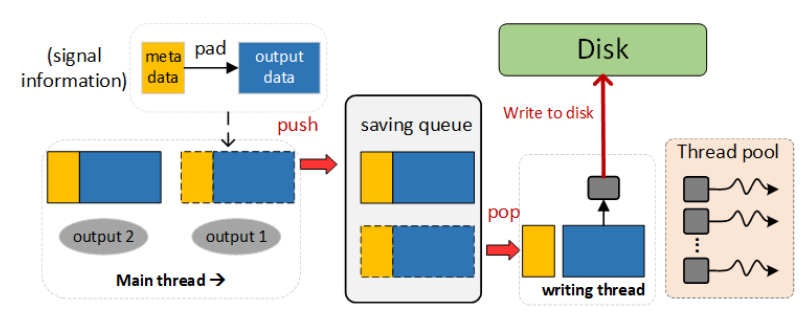 (signal
information)
meta
data
pad
output
data
push
output 2
output 1
Main thread →
saving queue
pop
Disk
Write to disk
writing thread
Thread pool